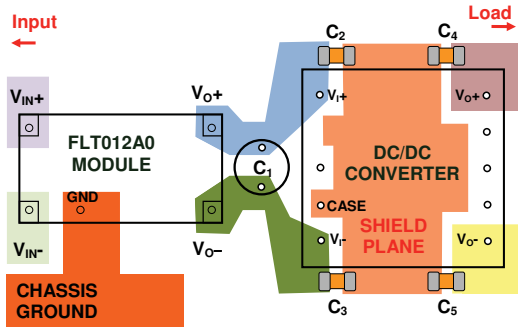 Input
Load
C2
C4
VIN+
VO+
VI+
VO+
FLT012A0
MODULE
C1
DC/DC
CONVERTER
GND
CASE
SHIELD
PLANE
VIN-
VO–
VI-
VO-
CHASSIS
GROUND
C3
C5